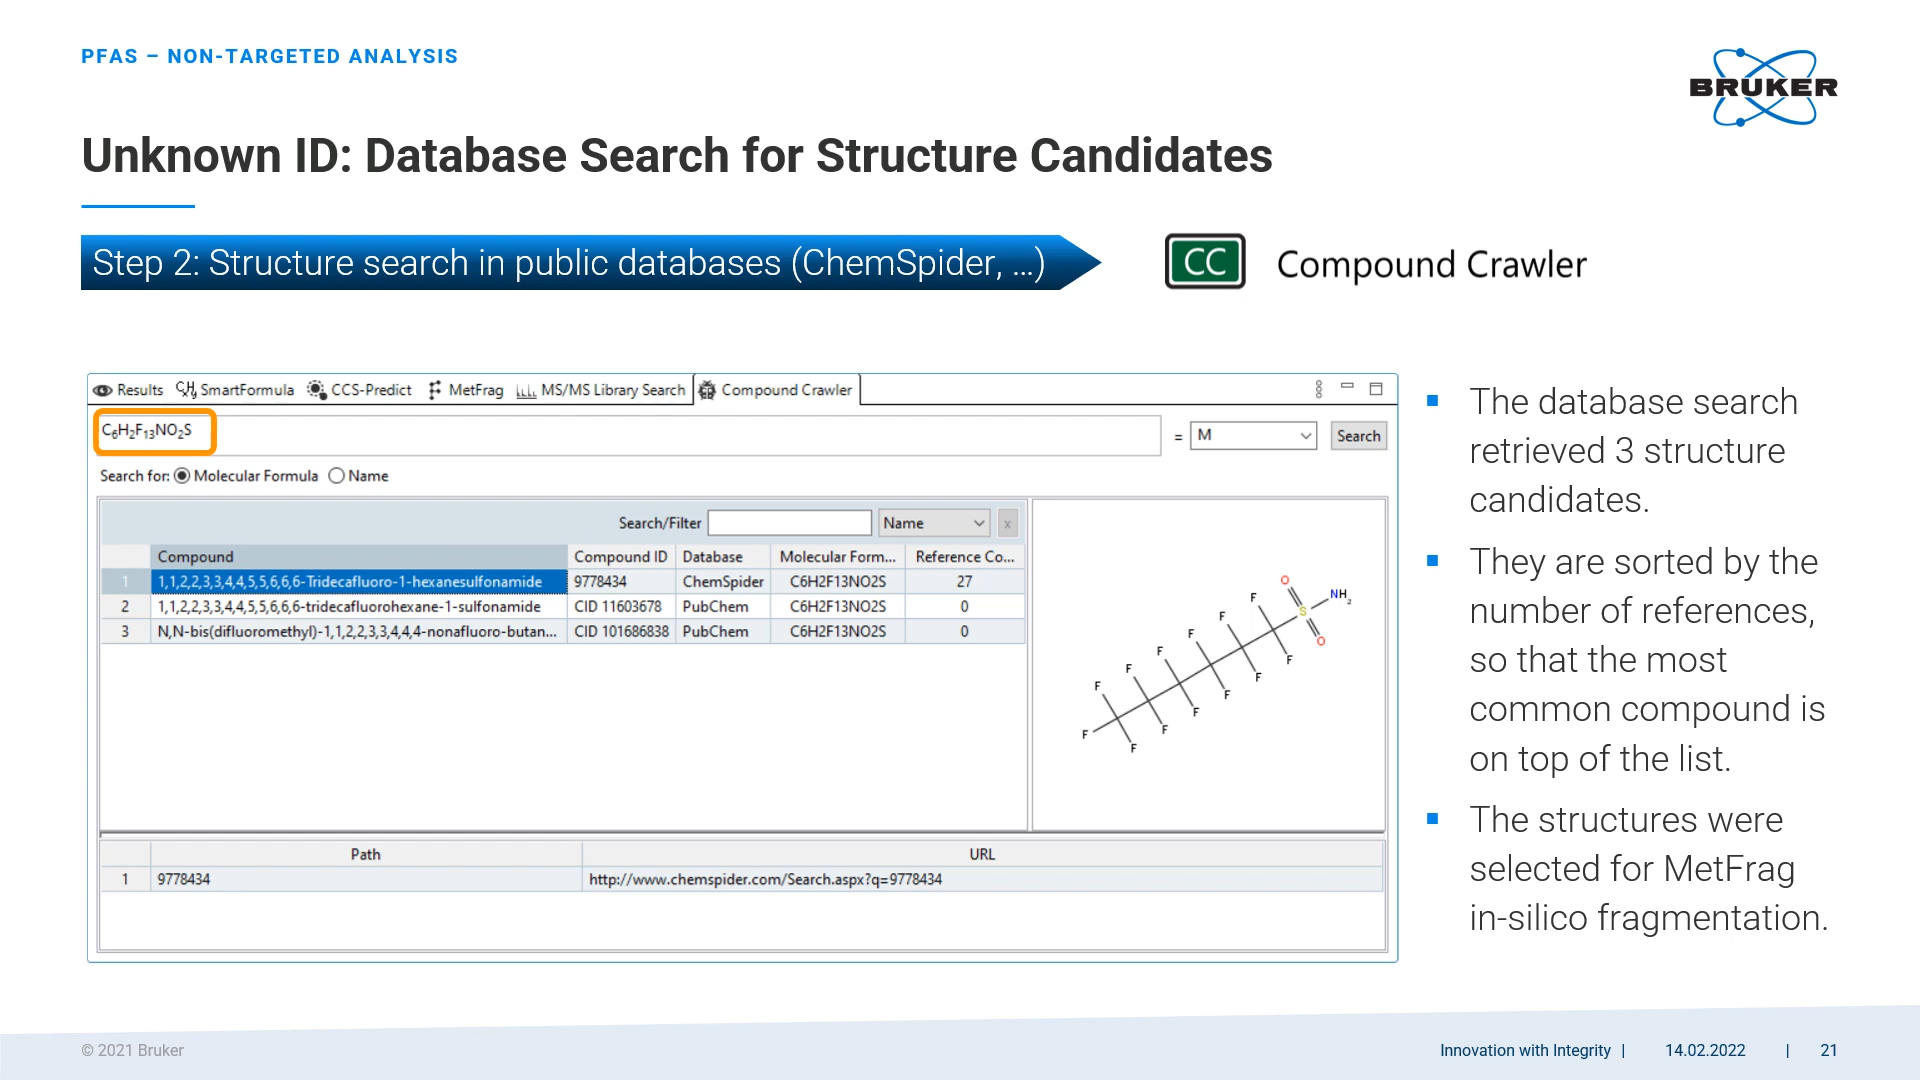 PFAS – NON-TARGETED ANALYSIS
BRUKER
Unknown ID: Database Search for Structure Candidates
Step 2: Structure search in public databases (ChemSpider, ...)
CC Compound Crawler
Results SmartFormula CCS-Predict MetFrag MS/MS Library Search Compound Crawler
C₆H₂F₁₃NO₂S = M Search
Search for: Molecular Formula Name
Search/Filter Name x
Compound Compound ID Database Molecular Form... Reference Co...
1 1,1,2,2,3,3,4,4,5,5,6,6,6-Tridecafluoro-1-hexanesulfonamide 9778434 ChemSpider C6H2F13NO2S 27
2 1,1,2,2,3,3,4,4,5,5,6,6,6-tridecafluorohexane-1-sulfonamide CID 11603678 PubChem C6H2F13NO2S 0
3 N,N-bis(difluoromethyl)-1,1,2,2,3,3,4,4,4-nonafluoro-butan... CID 101686838 PubChem C6H2F13NO2S 0
O
F NH₂
F S
F O
F F
F F
F F
F F
F F
F
Path URL
1 9778434 http://www.chemspider.com/Search.aspx?q=9778434
The database search
retrieved 3 structure
candidates.
They are sorted by the
number of references,
so that the most
common compound is
on top of the list.
The structures were
selected for MetFrag
in-silico fragmentation.
© 2021 Bruker
Innovation with Integrity | 14.02.2022 | 21